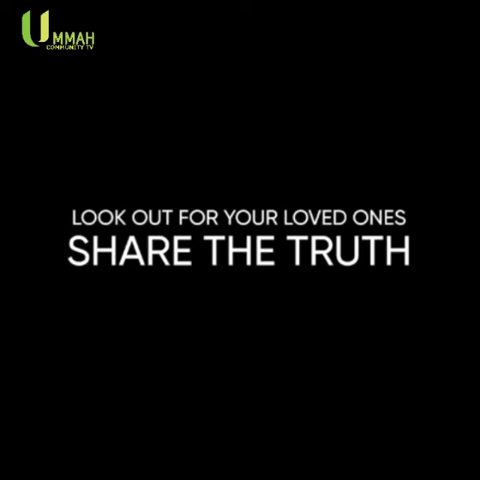 UMMAH
COMMUNITY TV
LOOK OUT FOR YOUR LOVED ONES
SHARE THE TRUTH